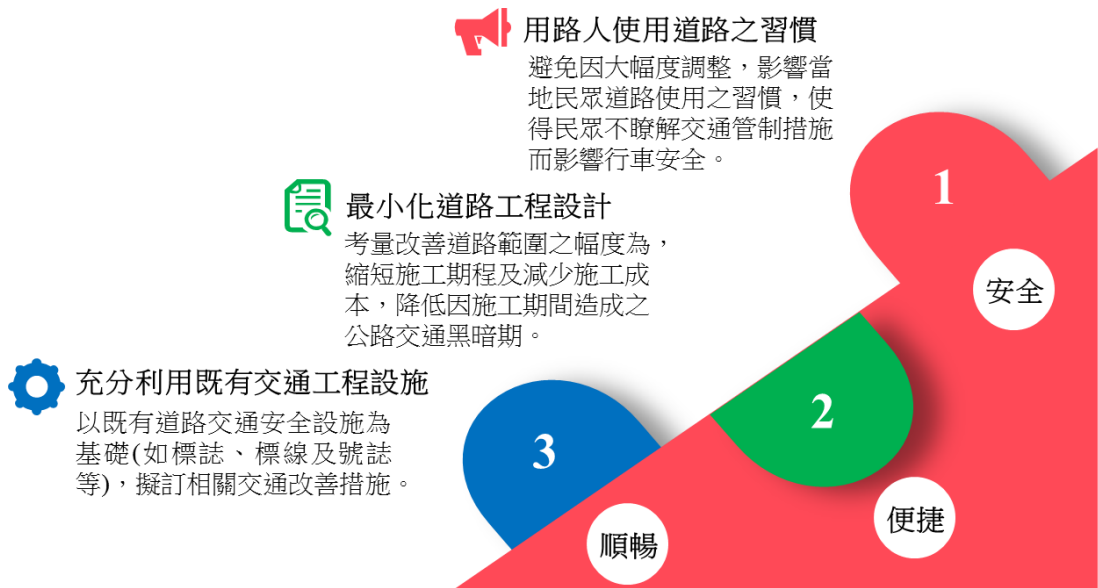 用路人使用道路之習慣
避免因大幅度調整，影響當
地民眾道路使用之習慣，使
得民眾不瞭解交通管制措施
而影響行車安全。
1
安全
最小化道路工程設計
考量改善道路範圍之幅度為，
縮短施工期程及減少施工成
本，降低因施工期間造成之
公路交通黑暗期。
2
便捷
充分利用既有交通工程設施
以既有道路交通安全設施為
基礎(如標誌、標線及號誌
等)，擬訂相關交通改善措施。
3
順暢